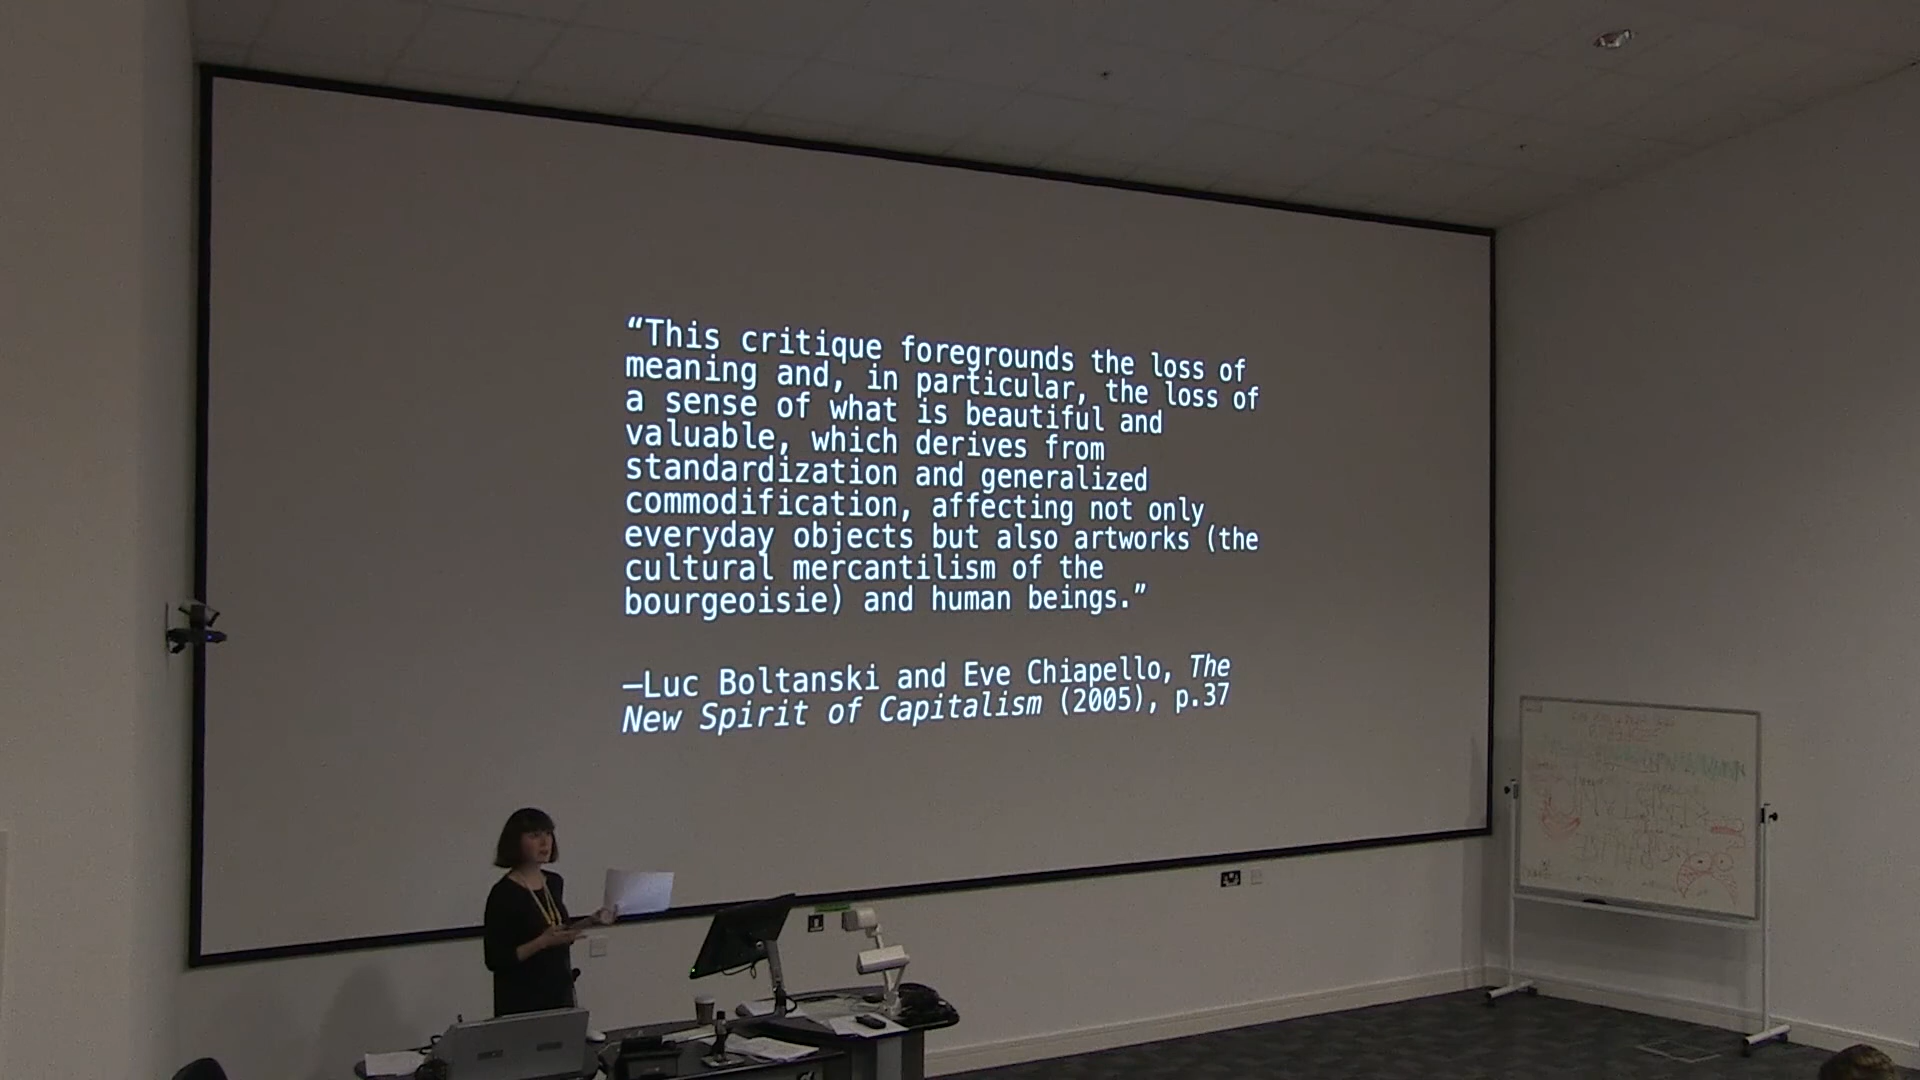 “This critique foregrounds the loss of
meaning and, in particular, the loss of
a sense of what is beautiful and
valuable, which derives from
standardization and generalized
commodification, affecting not only
everyday objects but also artworks (the
cultural mercantilism of the
bourgeoisie) and human beings.”
—Luc Boltanski and Eve Chiapello, The
New Spirit of Capitalism (2005), p.37